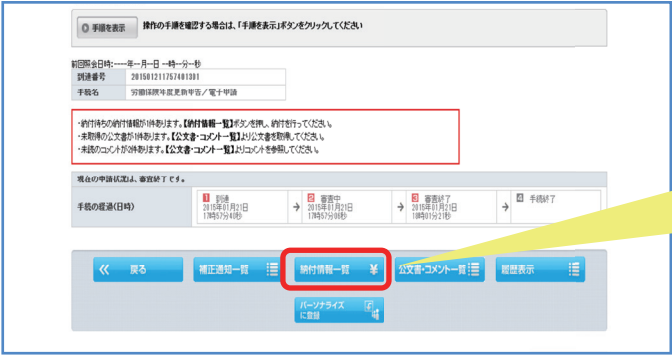 手順を表示
操作の手順を確認する場合は、「手順を表示」ボタンをクリックしてください
前回照会日時:----年--月--日 --時--分--秒
到達番号 201501211757401301
手続名 労働保険年度更新申告/電子申請
・納付待ちの納付情報が1件あります。【納付情報一覧】ボタンを押し、納付を行ってください。
・未取得の公文書が1件あります。【公文書・コメント一覧】より公文書を取得してください。
・未読のコメントが2件あります。【公文書・コメント一覧】よりコメントを参照してください。
現在の申請状況は、審査終了です。
手続の経過(日時)
1 到達
2015年01月21日
17時57分40秒
→
2 審査中
2015年01月21日
17時57分00秒
→
3 審査終了
2015年01月21日
18時01分21秒
→
4 手続終了
戻る
補正通知一覧
納付情報一覧 ¥
公文書・コメント一覧
履歴表示
パーソナライズ
に登録